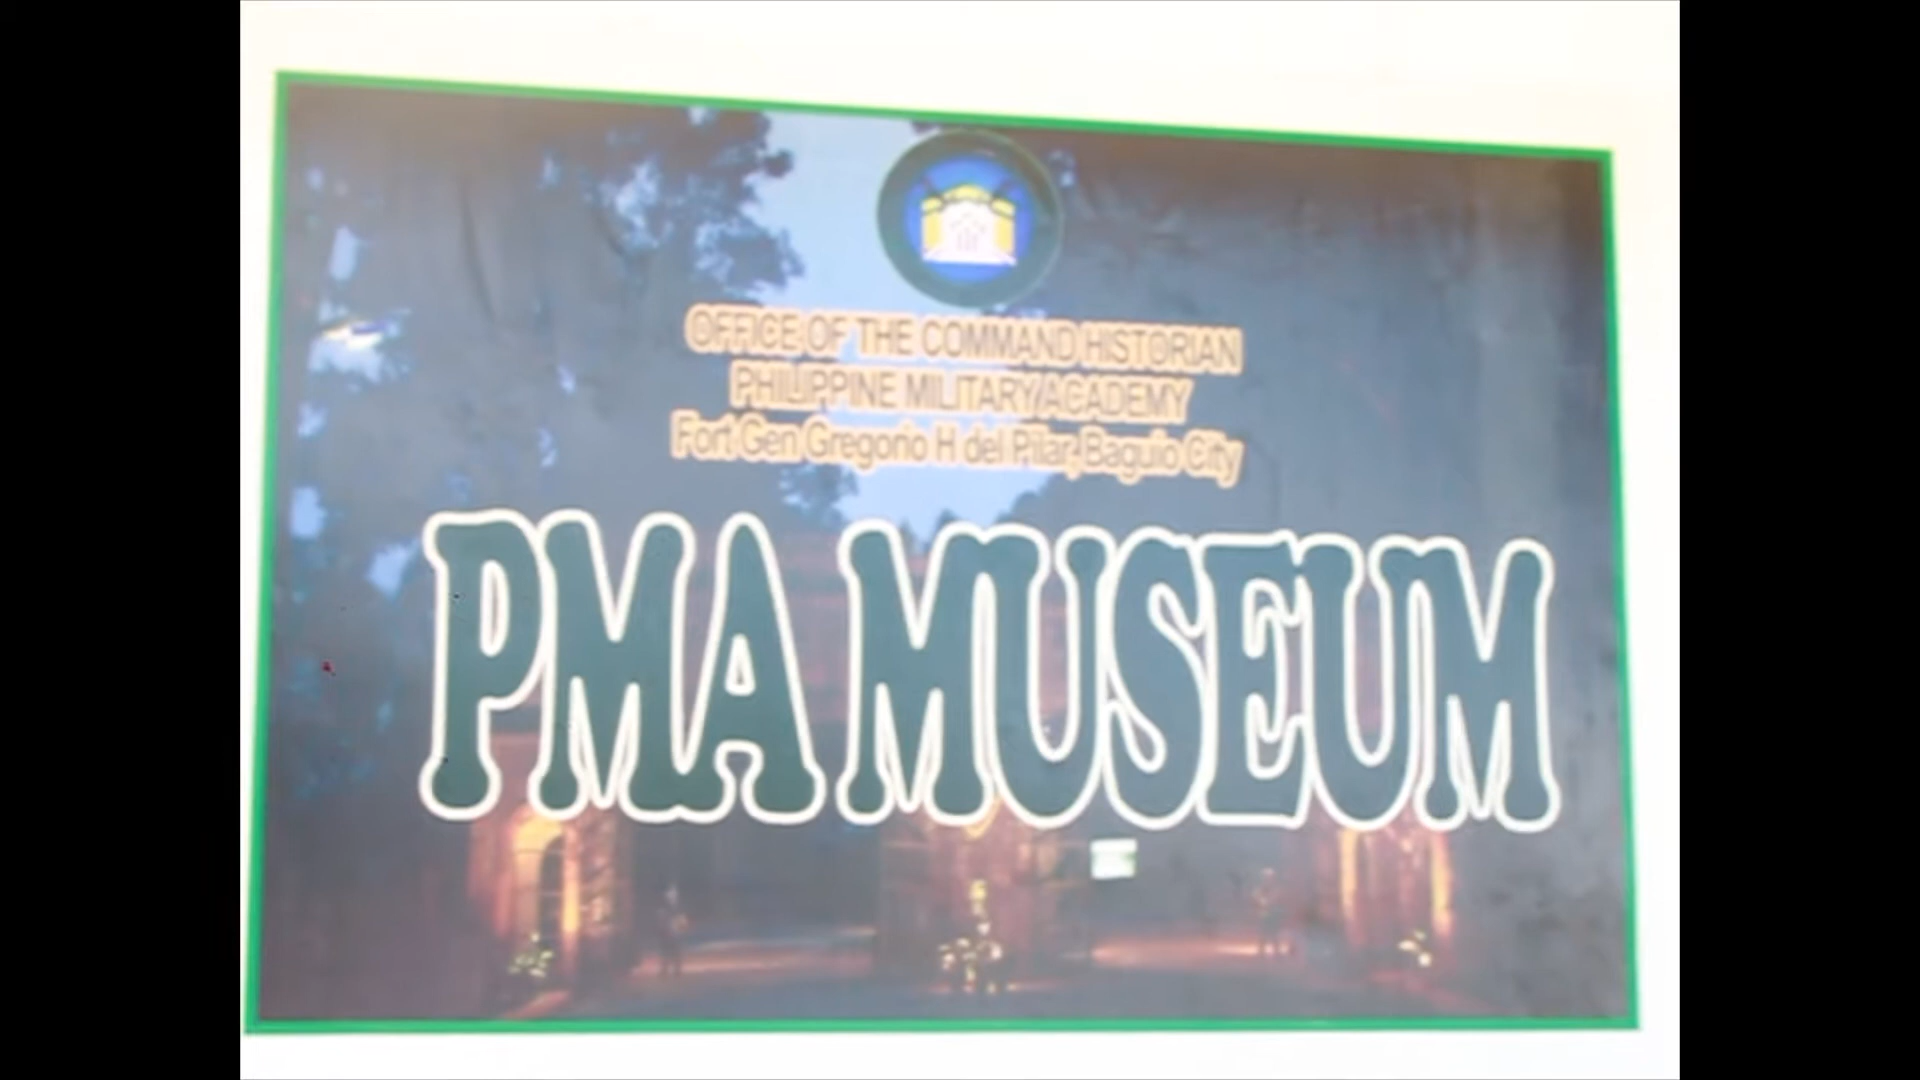 OFFICE OF THE COMMAND HISTORIAN
PHILIPPINE MILITARY ACADEMY
Fort Gen Gregorio H del Pilar, Baguio City
PMA MUSEUM